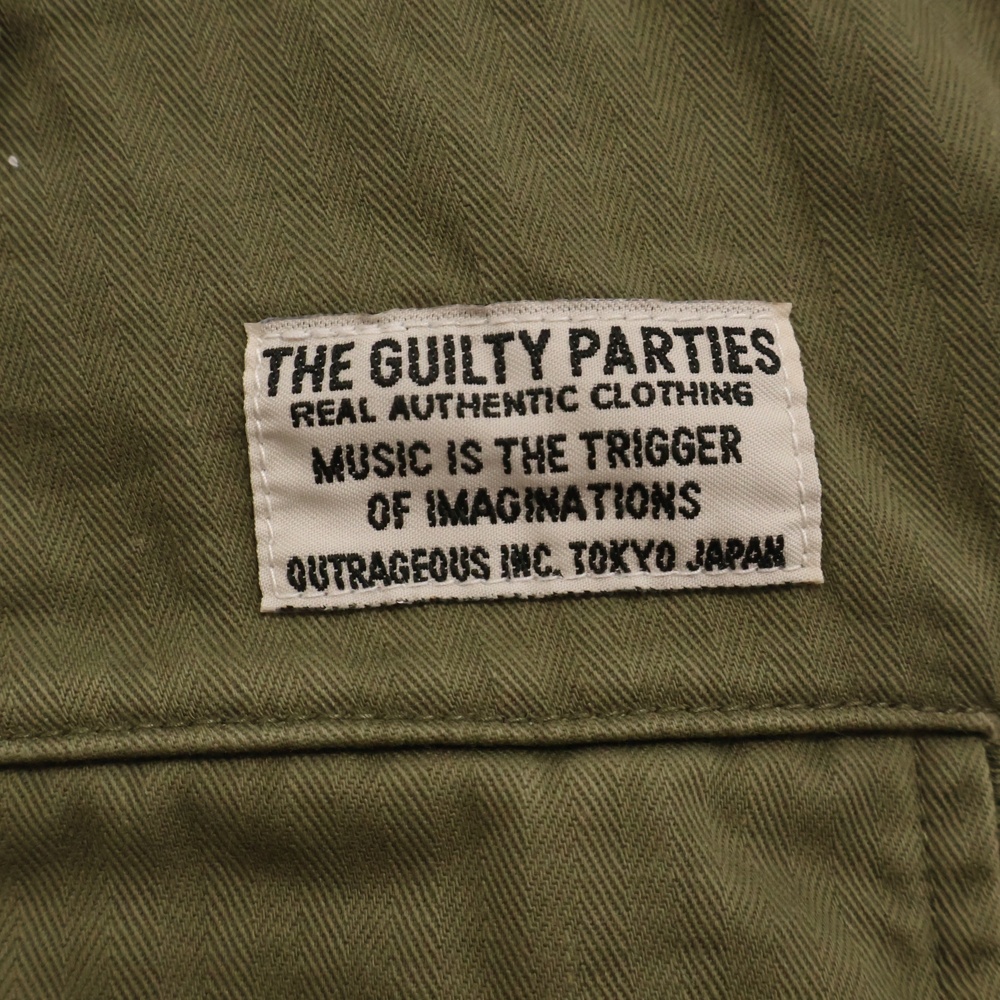 THE GUILTY PARTIES
REAL AUTHENTIC CLOTHING
MUSIC IS THE TRIGGER
OF IMAGINATIONS
OUTRAGEOUS INC. TOKYO JAPAN